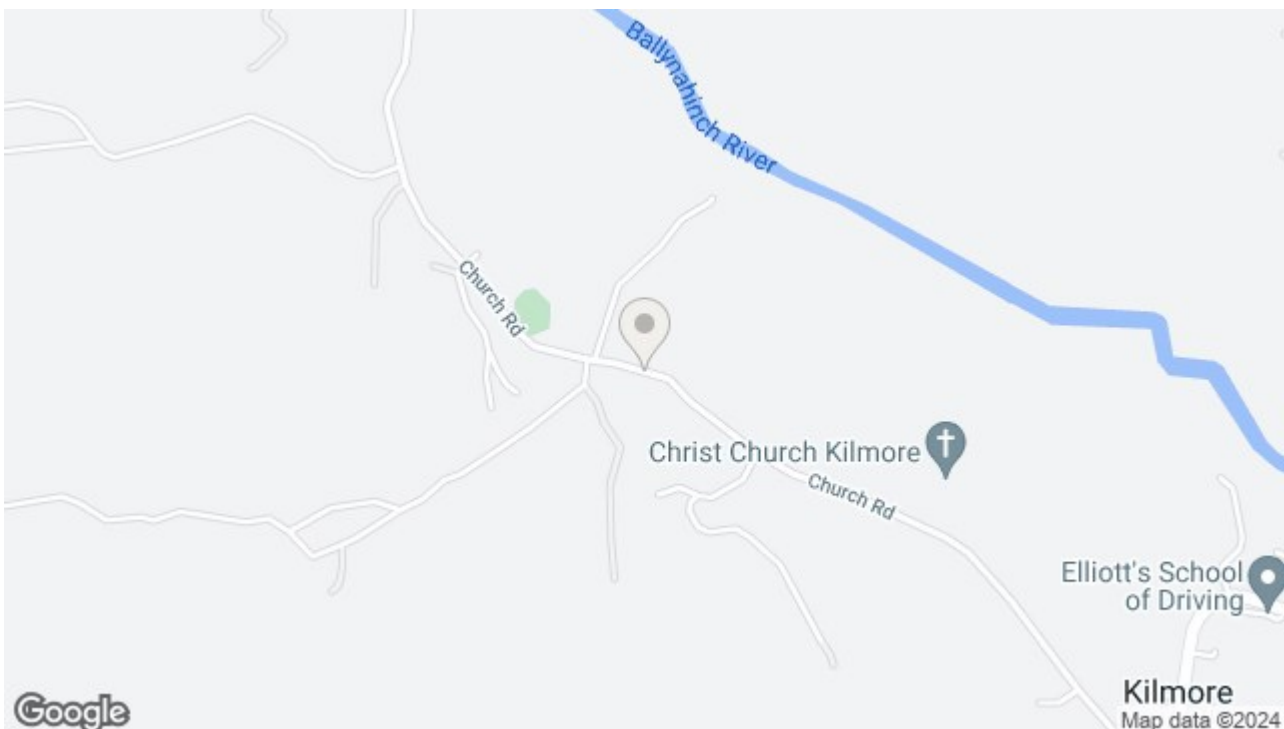 Ballynahinch River
Church Rd
Christ Church Kilmore
Church Rd
Elliott's School
of Driving
Kilmore
Google
Map data ©2024